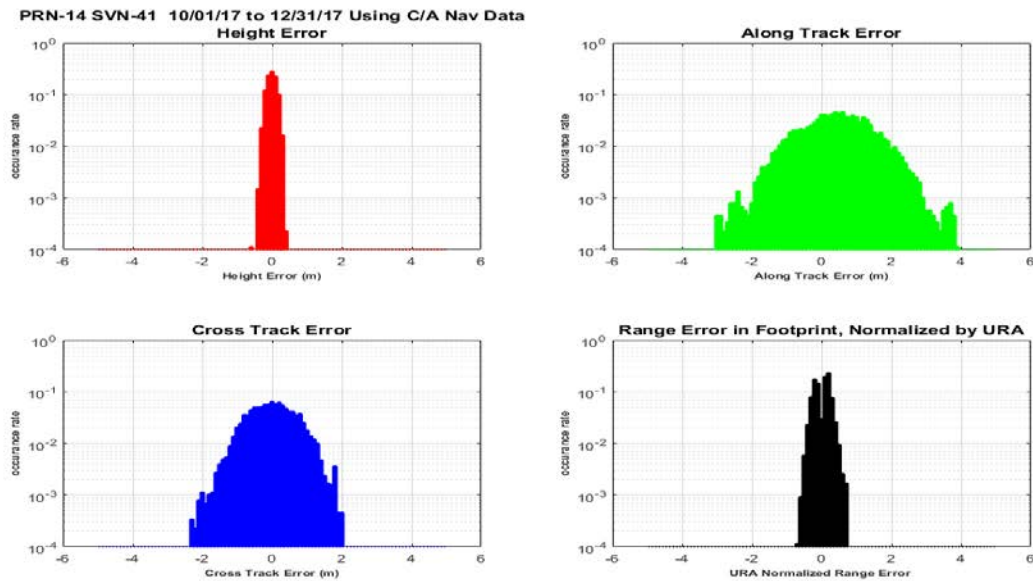 PRN-14 SVN-41 10/01/17 to 12/31/17 Using C/A Nav Data
Height Error
10^0
10^-1
10^-2
10^-3
10^-4
occurance rate
-6 -4 -2 0 2 4 6
Height Error (m)
Along Track Error
10^0
10^-1
10^-2
10^-3
10^-4
occurance rate
-6 -4 -2 0 2 4 6
Along Track Error (m)
Cross Track Error
10^0
10^-1
10^-2
10^-3
10^-4
occurance rate
-6 -4 -2 0 2 4 6
Cross Track Error (m)
Range Error in Footprint, Normalized by URA
10^0
10^-1
10^-2
10^-3
10^-4
occurance rate
-6 -4 -2 0 2 4 6
URA Normalized Range Error